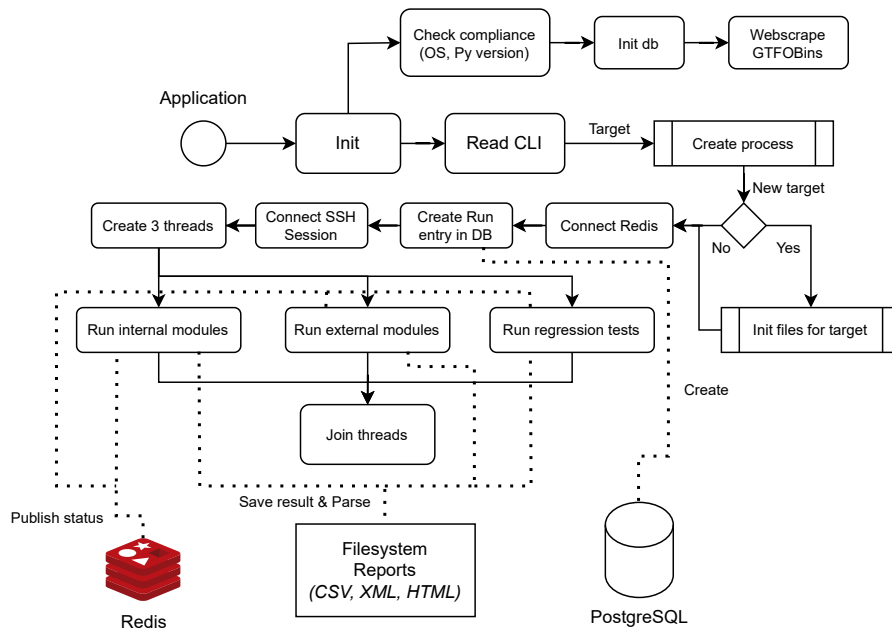 Check compliance
(OS, Py version)
Init db
Webscrape
GTFOBins
Application
Init
Read CLI
Target
Create process
New target
Create 3 threads
Connect SSH
Session
Create Run
entry in DB
Connect Redis
No
Yes
Run internal modules
Run external modules
Run regression tests
Init files for target
Create
Join threads
Save result & Parse
Publish status
Filesystem
Reports
(CSV, XML, HTML)
Redis
PostgreSQL